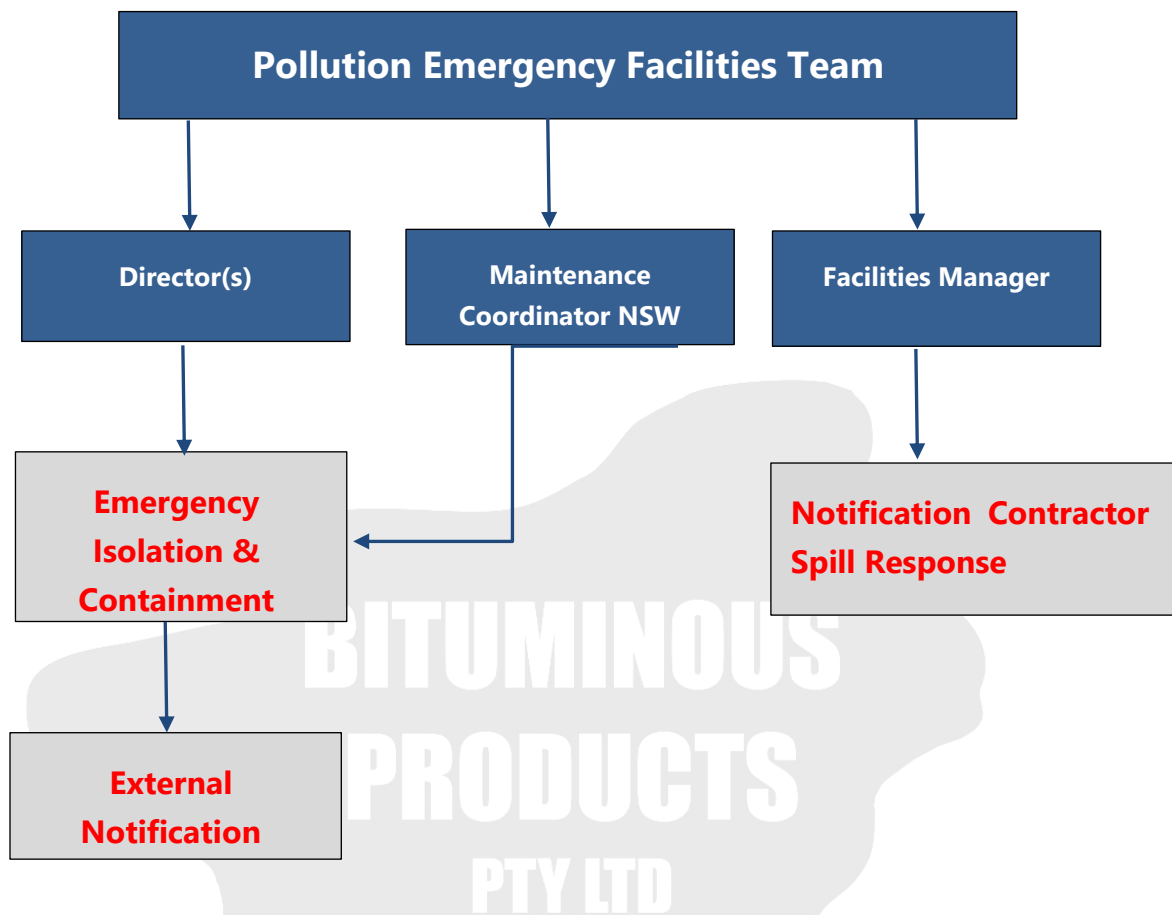 Pollution Emergency Facilities Team
Director(s)
Maintenance
Coordinator NSW
Facilities Manager
Emergency
Isolation &
Containment
Notification Contractor
Spill Response
External
Notification
BITUMINOUS
PRODUCTS
PTY LTD